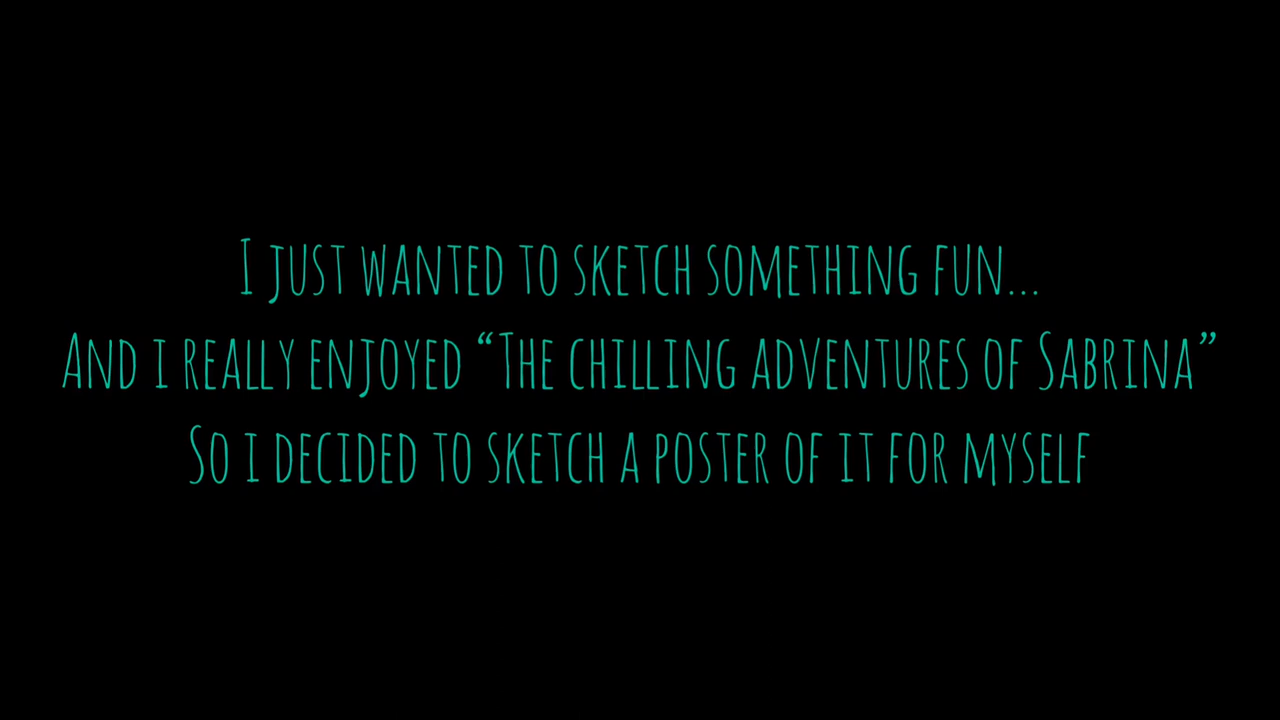 I just wanted to sketch something fun...
And i really enjoyed “The chilling adventures of Sabrina”
So i decided to sketch a poster of it for myself